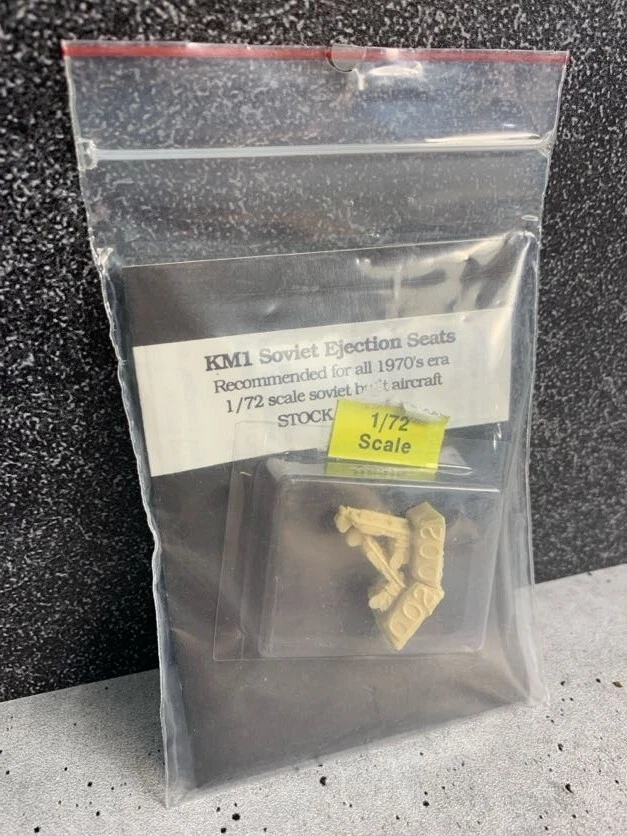 KM1 Soviet Ejection Seats
Recommended for all 1970's era
1/72 scale soviet built aircraft
STOCK
1/72
Scale